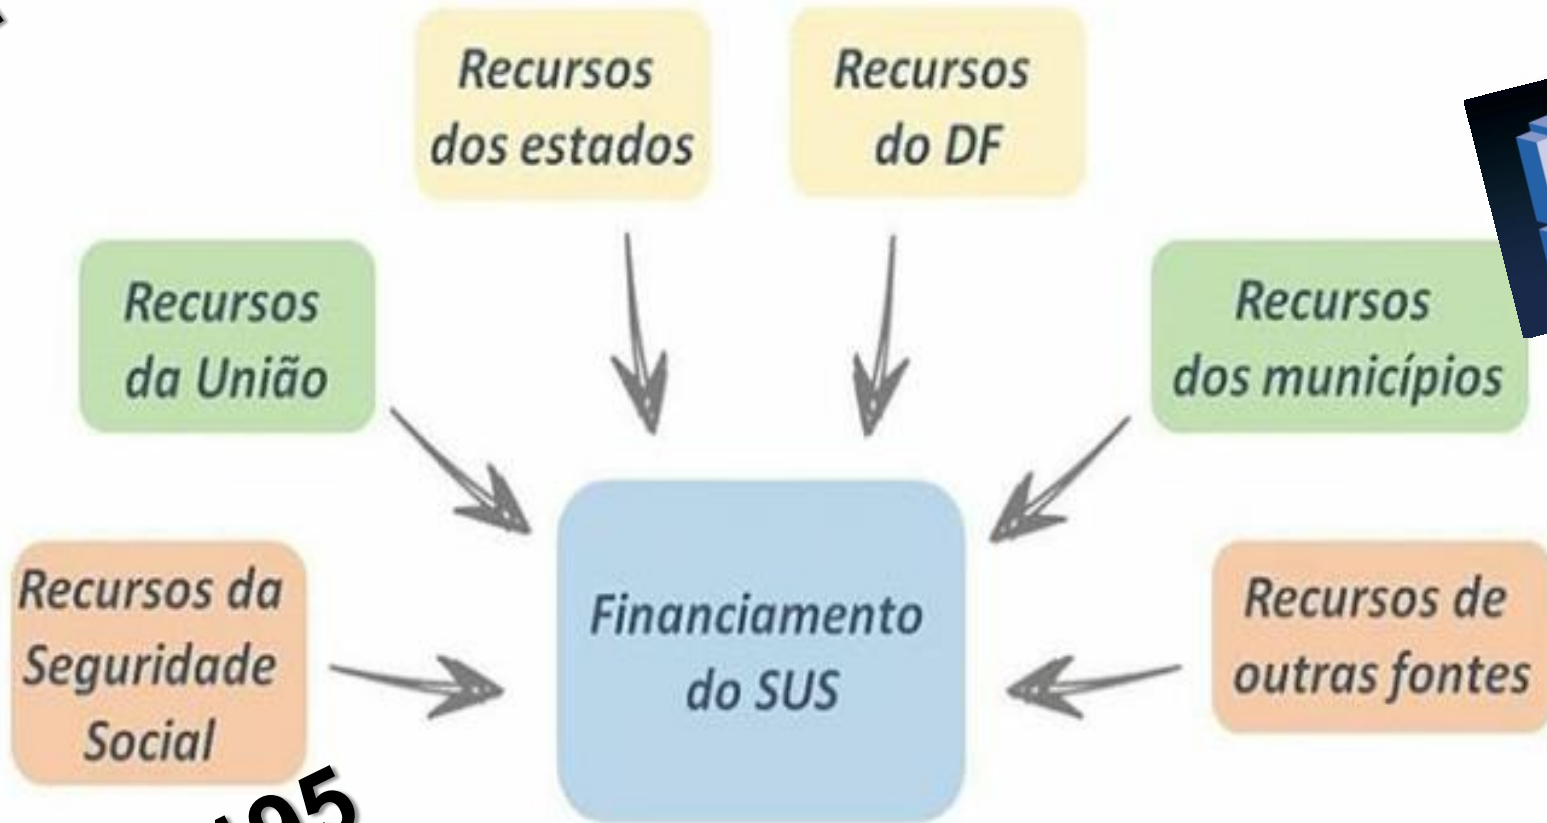 Recursos
dos estados
Recursos
do DF
Recursos
da União
Recursos
dos municípios
Recursos da
Seguridade
Social
Financiamento
do SUS
Recursos de
outras fontes